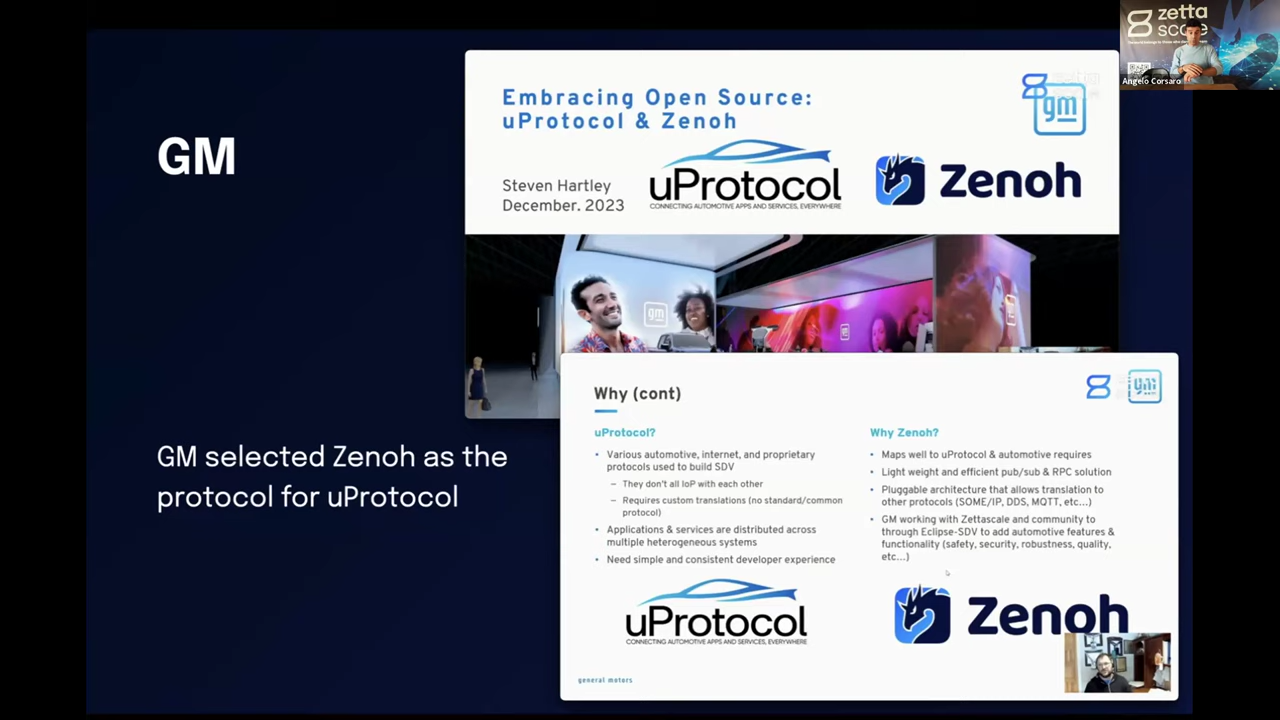 zetta
Angelo Corsaro
GM
GM selected Zenoh as the
protocol for uProtocol
Embracing Open Source:
uProtocol & Zenoh
gm
Steven Hartley
December. 2023
uProtocol
CONNECTING AUTOMOTIVE APPS AND SERVICES, EVERYWHERE
Zenoh
gm
Why (cont)
uProtocol?
• Various automotive, internet, and proprietary
protocols used to build SDV
– They don't all IoP with each other
– Requires custom translations (no standard/common
protocol)
• Applications & services are distributed across
multiple heterogeneous systems
• Need simple and consistent developer experience
uProtocol
CONNECTING AUTOMOTIVE APPS AND SERVICES, EVERYWHERE
general motors
gm
Why Zenoh?
• Maps well to uProtocol & automotive requires
• Light weight and efficient pub/sub & RPC solution
• Pluggable architecture that allows translation to
other protocols (SOME/IP, DDS, MQTT, etc...)
• GM working with Zettascale and community to
through Eclipse-SDV to add automotive features &
functionality (safety, security, robustness, quality,
etc...)
Zenoh